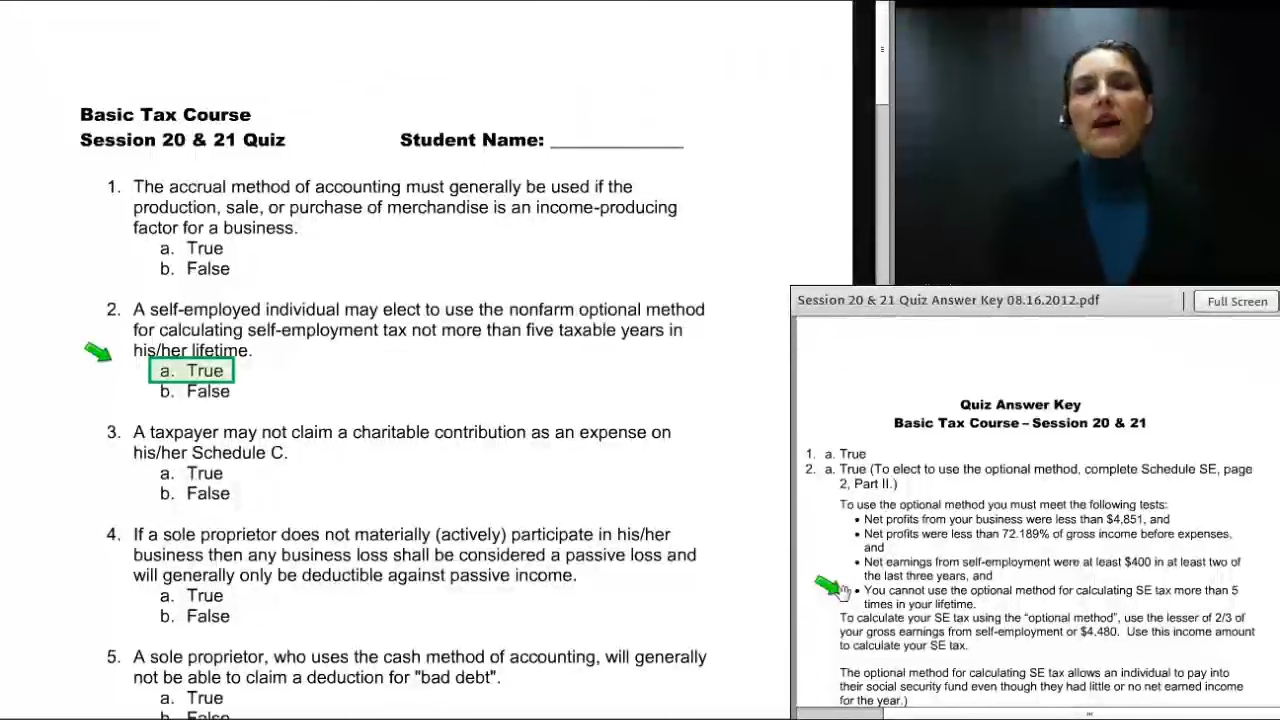 Basic Tax Course
Session 20 & 21 Quiz
Student Name: _____________
1. The accrual method of accounting must generally be used if the
production, sale, or purchase of merchandise is an income-producing
factor for a business.
a. True
b. False
2. A self-employed individual may elect to use the nonfarm optional method
for calculating self-employment tax not more than five taxable years in
his/her lifetime.
a. True
b. False
3. A taxpayer may not claim a charitable contribution as an expense on
his/her Schedule C.
a. True
b. False
4. If a sole proprietor does not materially (actively) participate in his/her
business then any business loss shall be considered a passive loss and
will generally only be deductible against passive income.
a. True
b. False
5. A sole proprietor, who uses the cash method of accounting, will generally
not be able to claim a deduction for "bad debt".
a. True
b. False
Session 20 & 21 Quiz Answer Key 08.16.2012.pdf
Full Screen
Quiz Answer Key
Basic Tax Course – Session 20 & 21
1. a. True
2. a. True (To elect to use the optional method, complete Schedule SE, page
2, Part II.)
To use the optional method you must meet the following tests:
• Net profits from your business were less than $4,851, and
• Net profits were less than 72.189% of gross income before expenses,
and
• Net earnings from self-employment were at least $400 in at least two of
the last three years, and
• You cannot use the optional method for calculating SE tax more than 5
times in your lifetime.
To calculate your SE tax using the “optional method”, use the lesser of 2/3 of
your gross earnings from self-employment or $4,480. Use this income amount
to calculate your SE tax.
The optional method for calculating SE tax allows an individual to pay into
their social security fund even though they had little or no net earned income
for the year.)